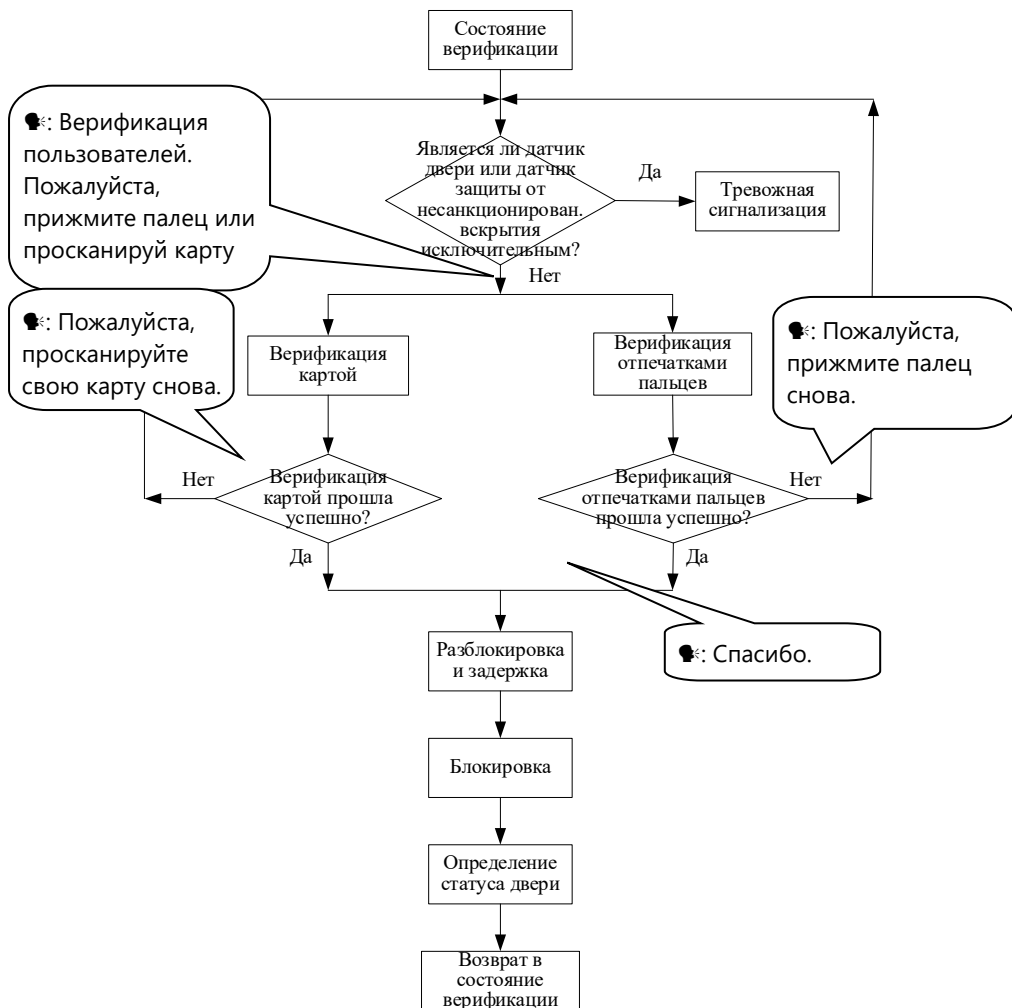 Состояние
верификации
🗣: Верификация
пользователей.
Пожалуйста,
прижмите палец или
просканируй карту
Является ли датчик
двери или датчик
защиты от
несанкционирован.
вскрытия
исключительным?
Да
Тревожная
сигнализация
Нет
🗣: Пожалуйста,
просканируйте
свою карту снова.
Верификация
картой
Верификация
отпечатками
пальцев
🗣: Пожалуйста,
прижмите палец
снова.
Нет
Верификация
картой прошла
успешно?
Верификация
отпечатками пальцев
прошла успешно?
Нет
Да
Да
Разблокировка
и задержка
🗣: Спасибо.
Блокировка
Определение
статуса двери
Возврат в
состояние
верификации